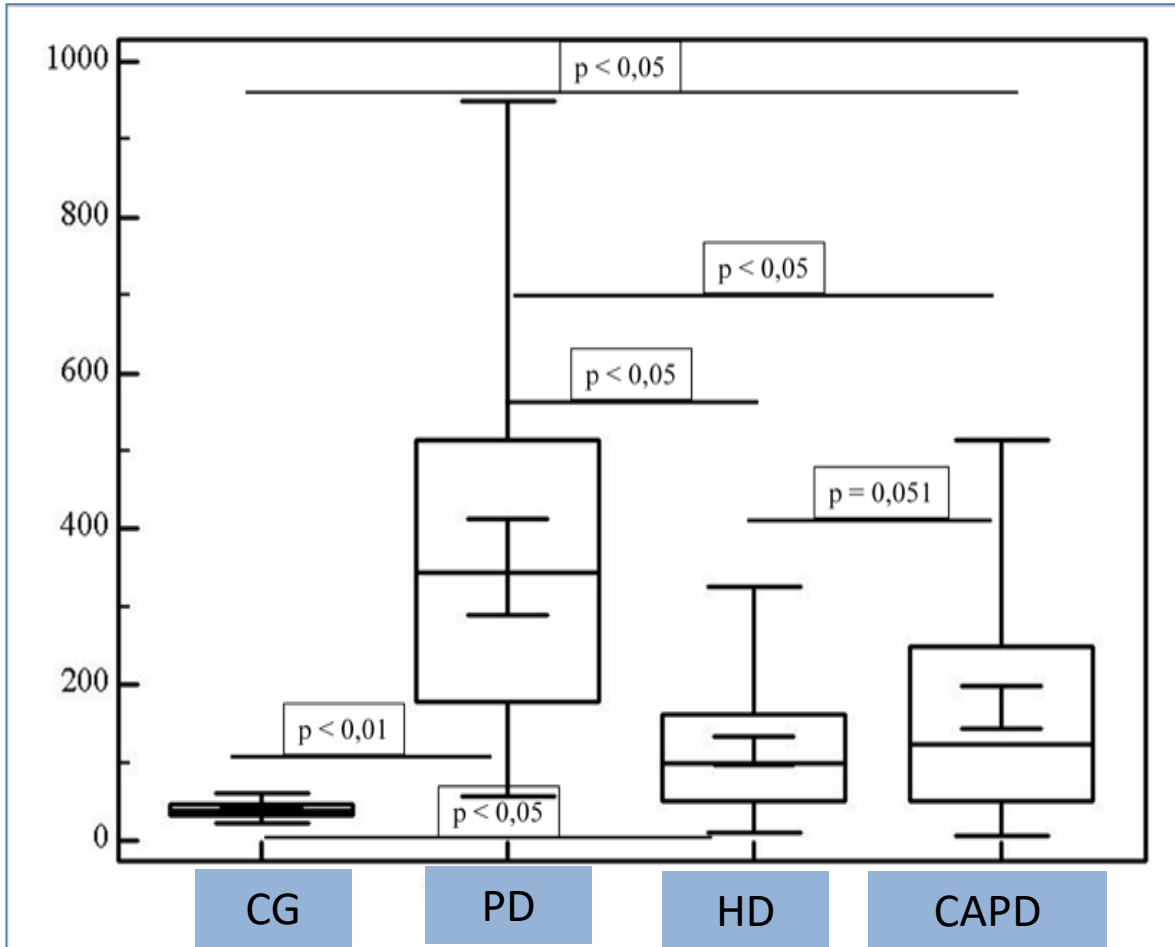 1000
p < 0,05
800
p < 0,05
600
p < 0,05
400
p = 0,051
200
p < 0,01
p < 0,05
0
CG PD HD CAPD